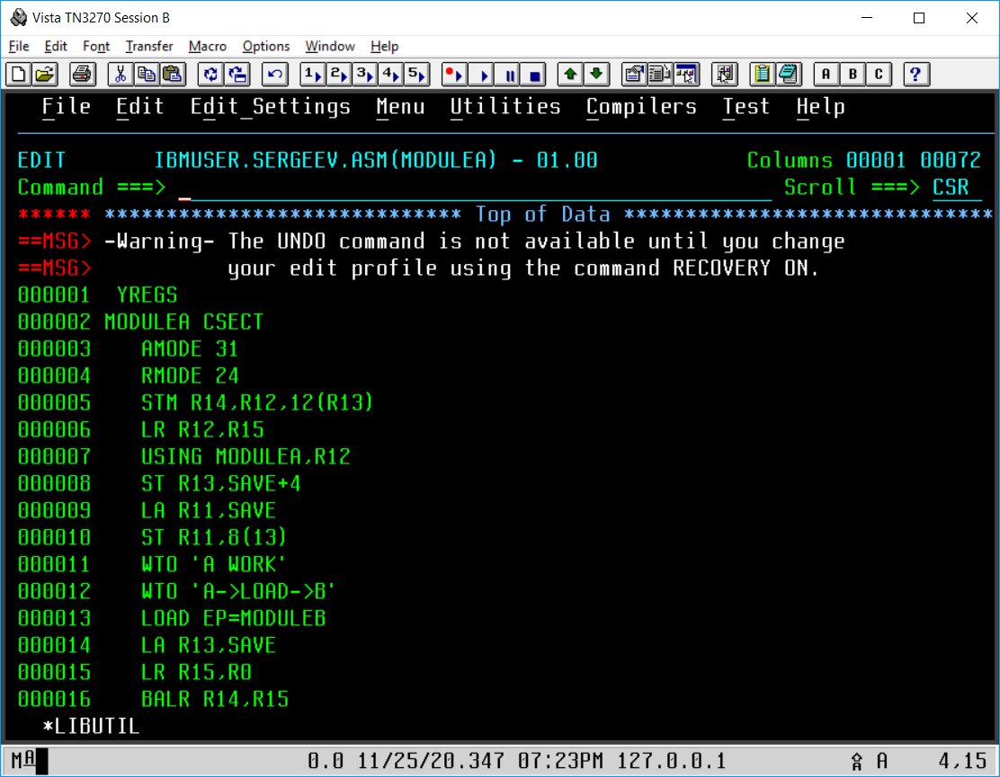 Vista TN3270 Session B
File Edit Font Transfer Macro Options Window Help
1 2 3 4 5 A B C ?
File Edit Edit_Settings Menu Utilities Compilers Test Help
EDIT IBMUSER.SERGEEV.ASM(MODULEA) - 01.00 Columns 00001 00072
Command ===> Scroll ===> CSR
****** ***************************** Top of Data ******************************
==MSG> -Warning- The UNDO command is not available until you change
==MSG> your edit profile using the command RECOVERY ON.
000001 YREGS
000002 MODULEA CSECT
000003 AMODE 31
000004 RMODE 24
000005 STM R14,R12,12(R13)
000006 LR R12,R15
000007 USING MODULEA,R12
000008 ST R13,SAVE+4
000009 LA R11,SAVE
000010 ST R11,8(13)
000011 WTO 'A WORK'
000012 WTO 'A->LOAD->B'
000013 LOAD EP=MODULEB
000014 LA R13,SAVE
000015 LR R15,R0
000016 BALR R14,R15
*LIBUTIL
MA 0.0 11/25/20.347 07:23PM 127.0.0.1 A 4,15